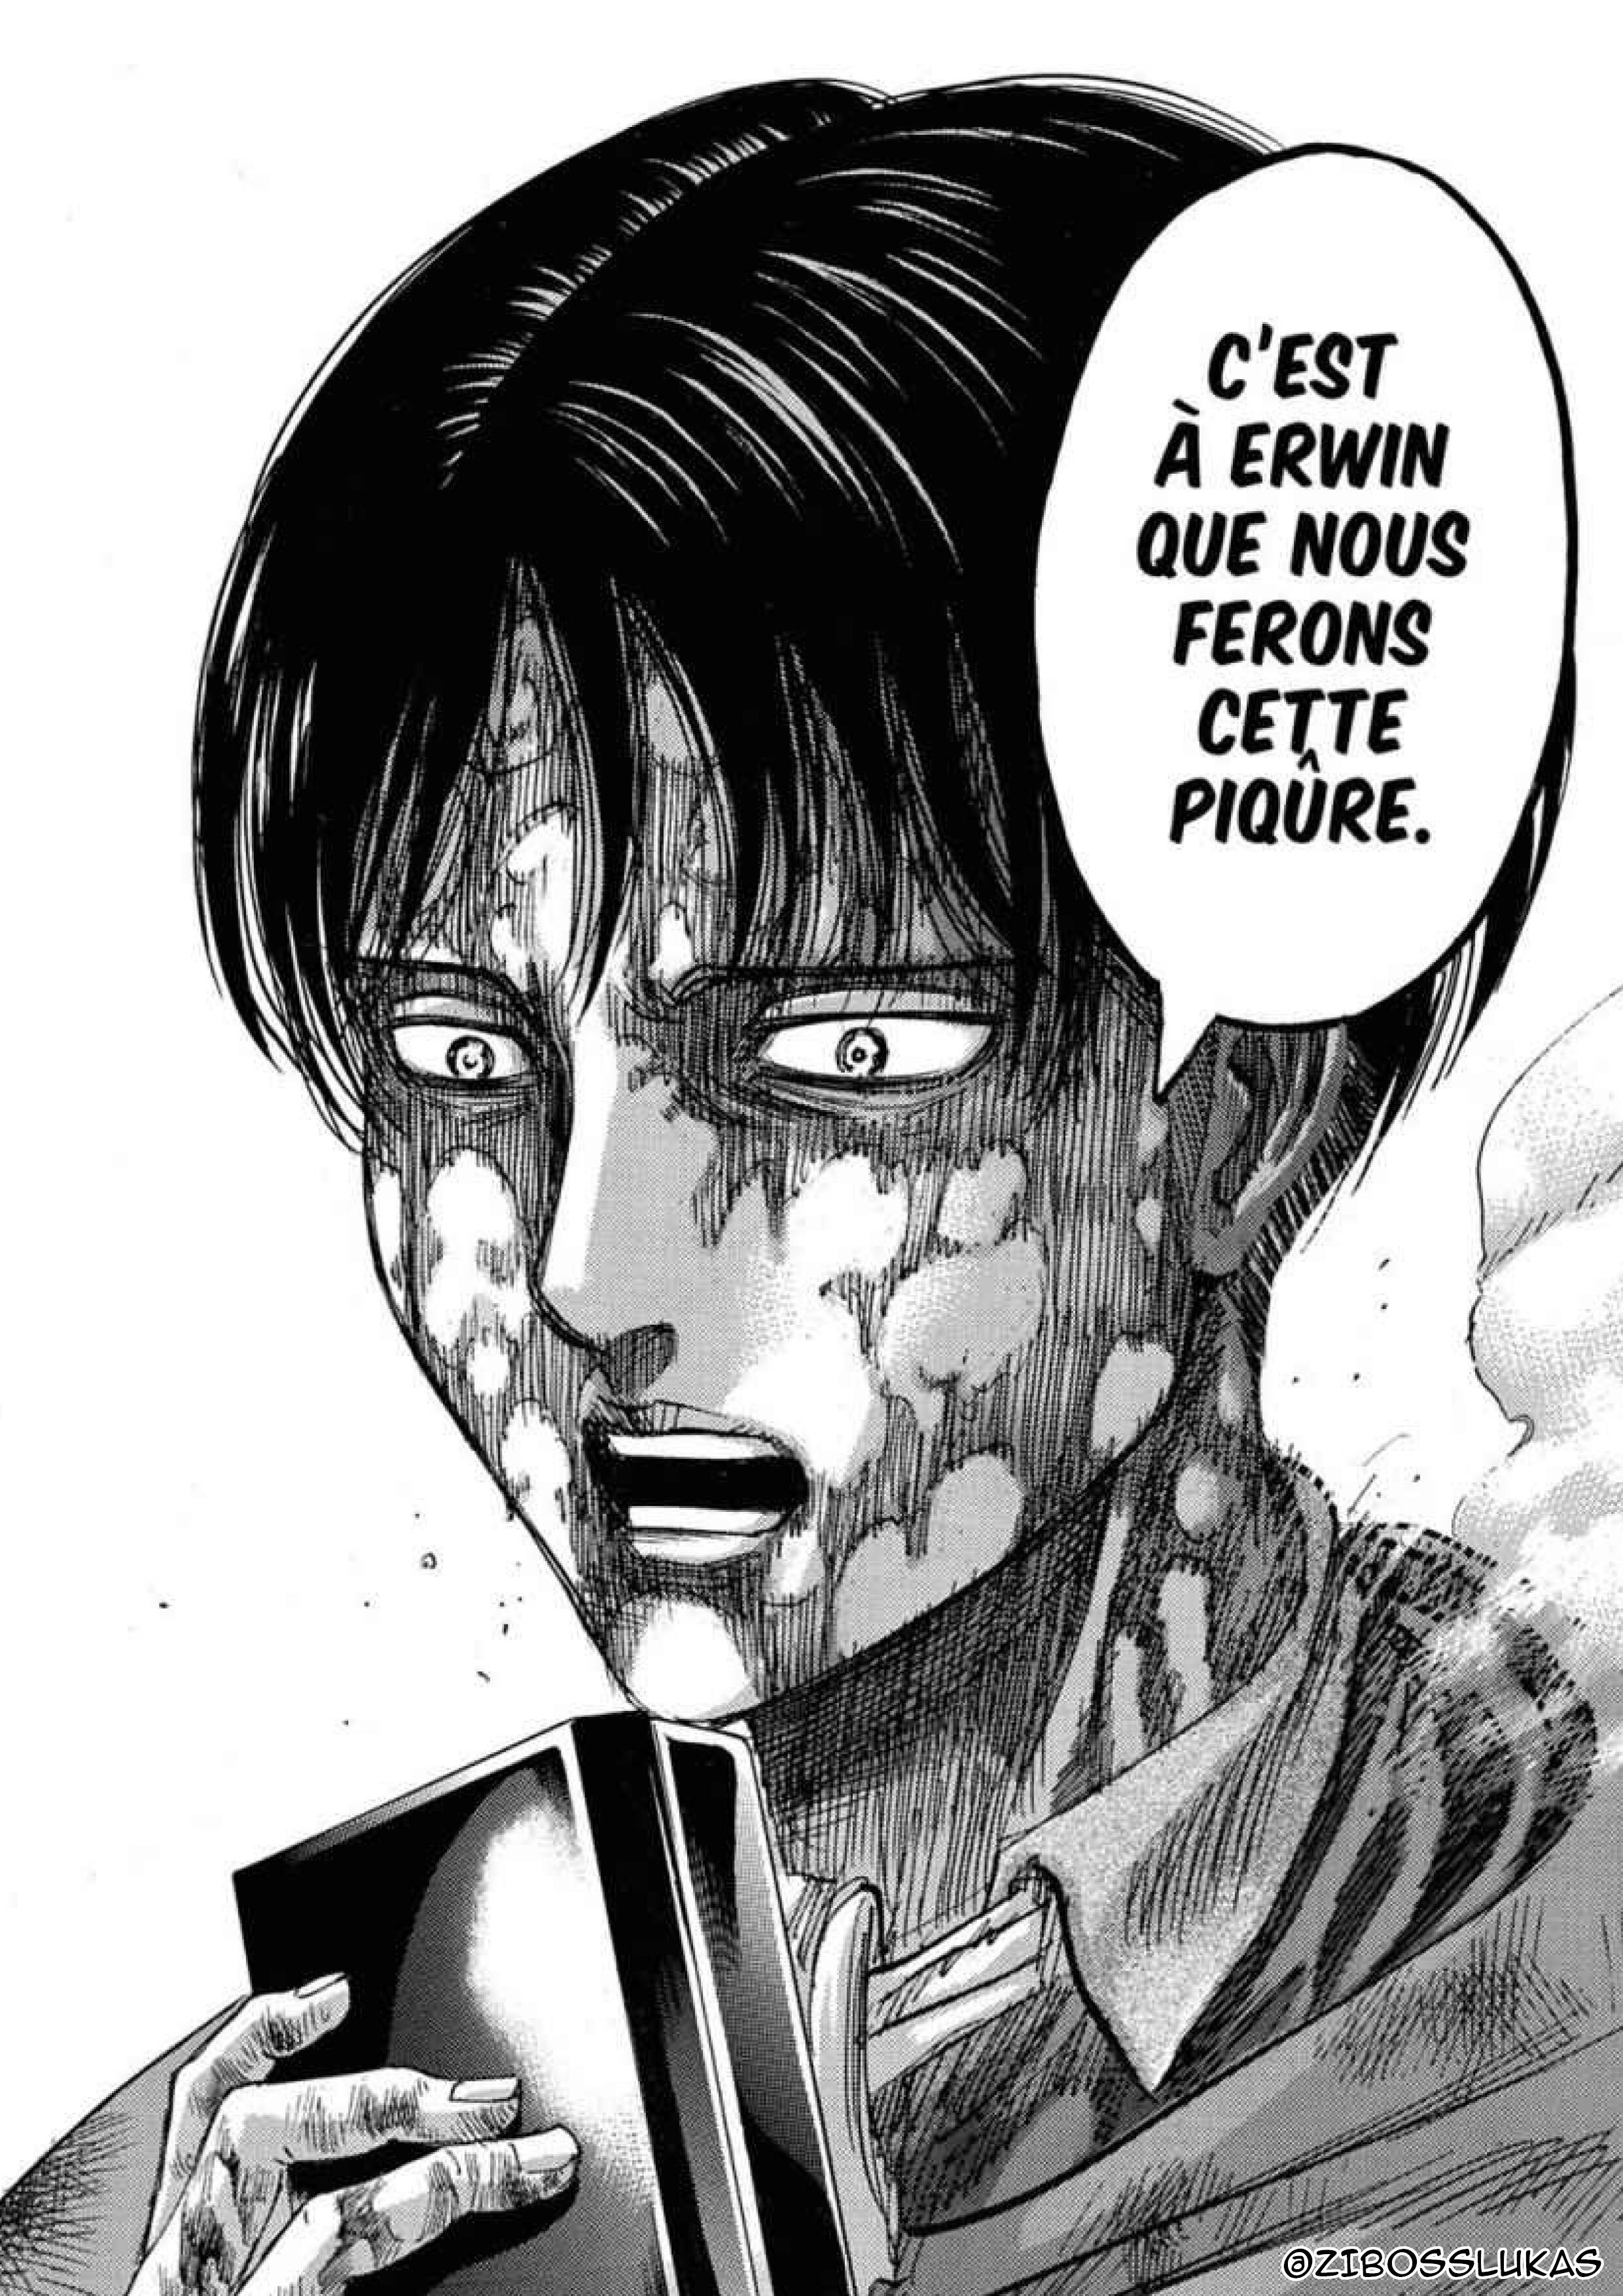 C'EST
À ERWIN
QUE NOUS
FERONS
CETTE
PIQÛRE.
@ZIBOSSLUKAS